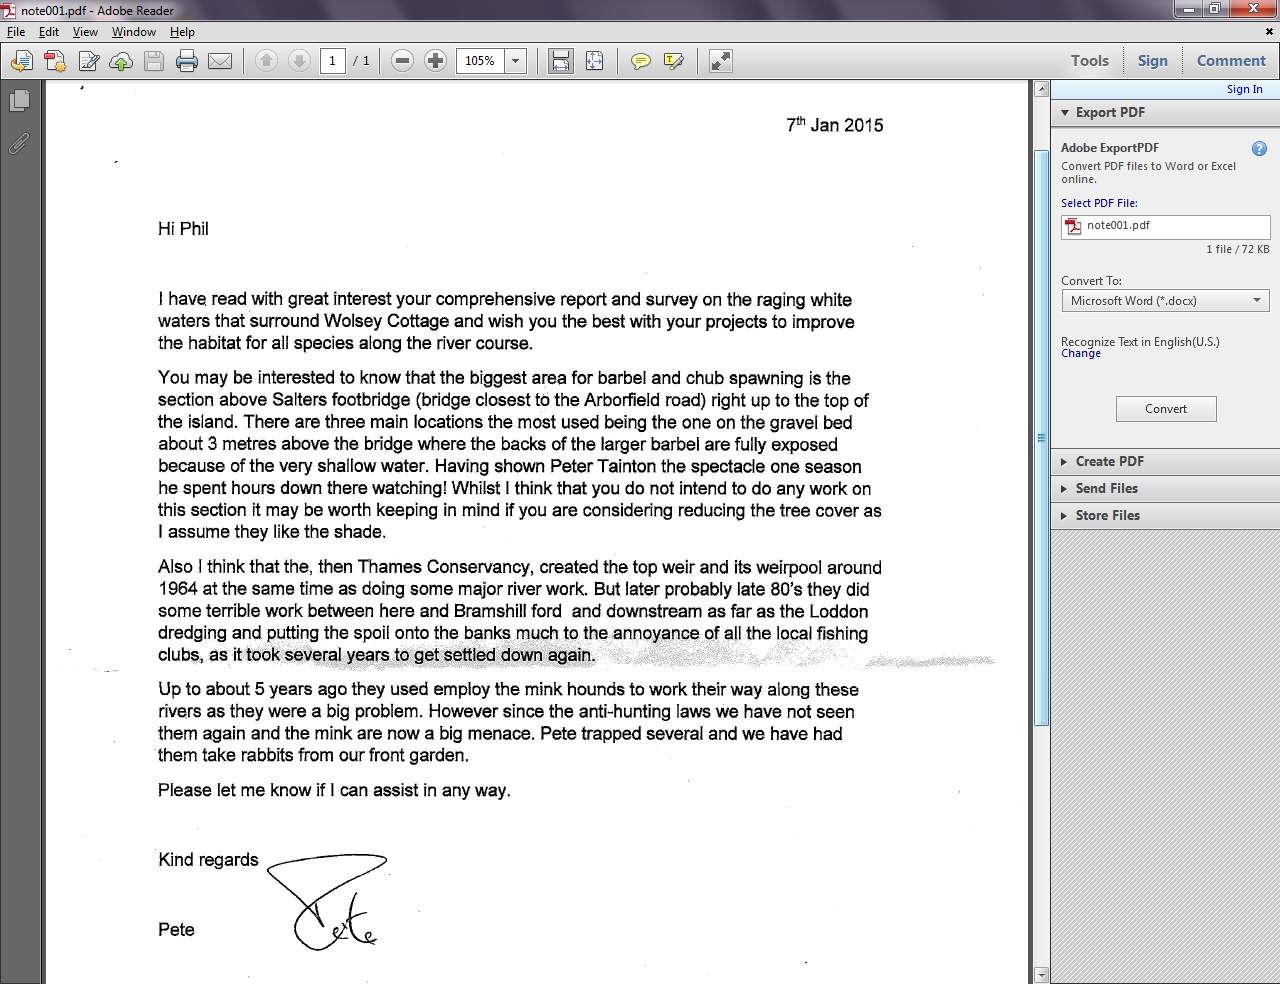 note001.pdf - Adobe Reader
File Edit View Window Help
1 / 1 105% Tools Sign Comment
Sign In
Export PDF
Adobe ExportPDF
Convert PDF files to Word or Excel
online.
Select PDF File:
note001.pdf
1 file / 72 KB
Convert To:
Microsoft Word (*.docx)
Recognize Text in English(U.S.)
Change
Convert
Create PDF
Send Files
Store Files
7th Jan 2015
Hi Phil
I have read with great interest your comprehensive report and survey on the raging white
waters that surround Wolsey Cottage and wish you the best with your projects to improve
the habitat for all species along the river course.
You may be interested to know that the biggest area for barbel and chub spawning is the
section above Salters footbridge (bridge closest to the Arborfield road) right up to the top of
the island. There are three main locations the most used being the one on the gravel bed
about 3 metres above the bridge where the backs of the larger barbel are fully exposed
because of the very shallow water. Having shown Peter Tainton the spectacle one season
he spent hours down there watching! Whilst I think that you do not intend to do any work on
this section it may be worth keeping in mind if you are considering reducing the tree cover as
I assume they like the shade.
Also I think that the, then Thames Conservancy, created the top weir and its weirpool around
1964 at the same time as doing some major river work. But later probably late 80's they did
some terrible work between here and Bramshill ford and downstream as far as the Loddon
dredging and putting the spoil onto the banks much to the annoyance of all the local fishing
clubs, as it took several years to get settled down again.
Up to about 5 years ago they used employ the mink hounds to work their way along these
rivers as they were a big problem. However since the anti-hunting laws we have not seen
them again and the mink are now a big menace. Pete trapped several and we have had
them take rabbits from our front garden.
Please let me know if I can assist in any way.
Kind regards
Pete
Pete